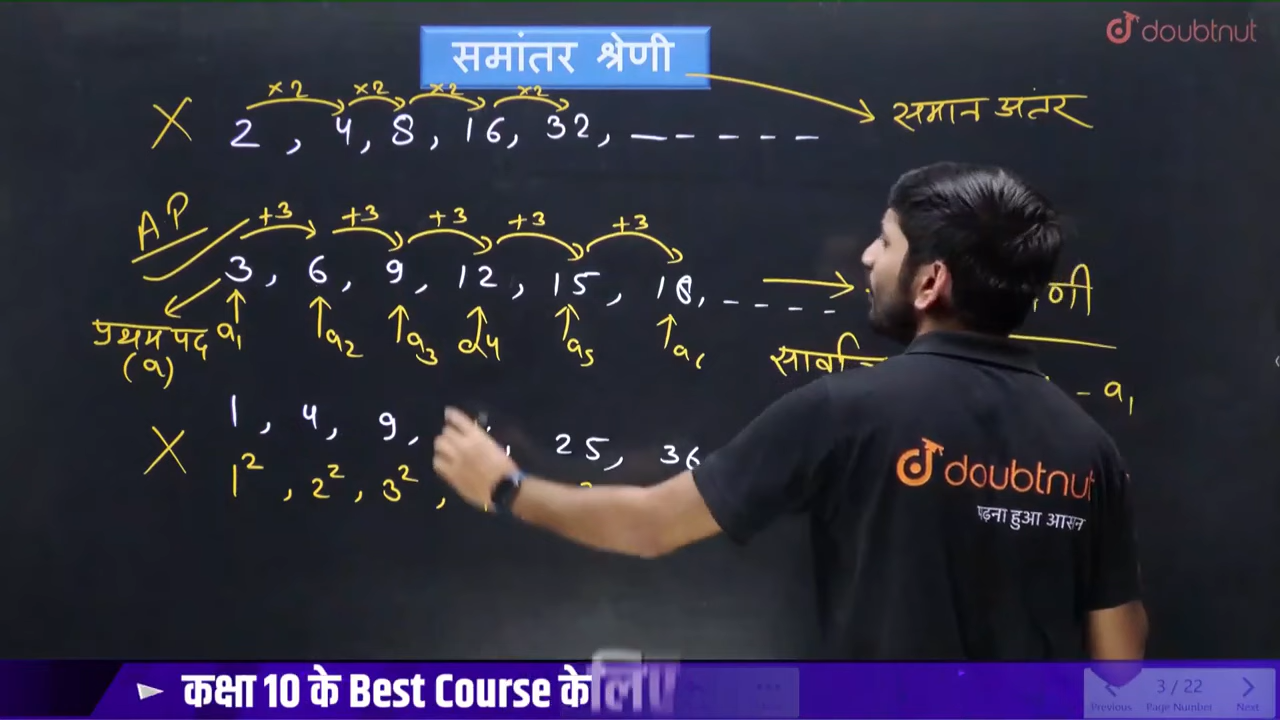 समांतर श्रेणी
doubtnut
×2 ×2 ×2 ×2
X 2, 4, 8, 16, 32, _ _ _ _ _
समान अंतर
AP
+3 +3 +3 +3 +3
3, 6, 9, 12, 15, 18, _ _ _ _
प्रथम पद a₁ a₂ a₃ a₄ a₅ a₆
(a)
- a₁
X 1, 4, 9, 25, 36
1², 2², 3²,
doubtnut
पढ़ना हुआ आसान
कक्षा 10 के Best Course के लिए
Previous 3 / 22 Next
Page Number